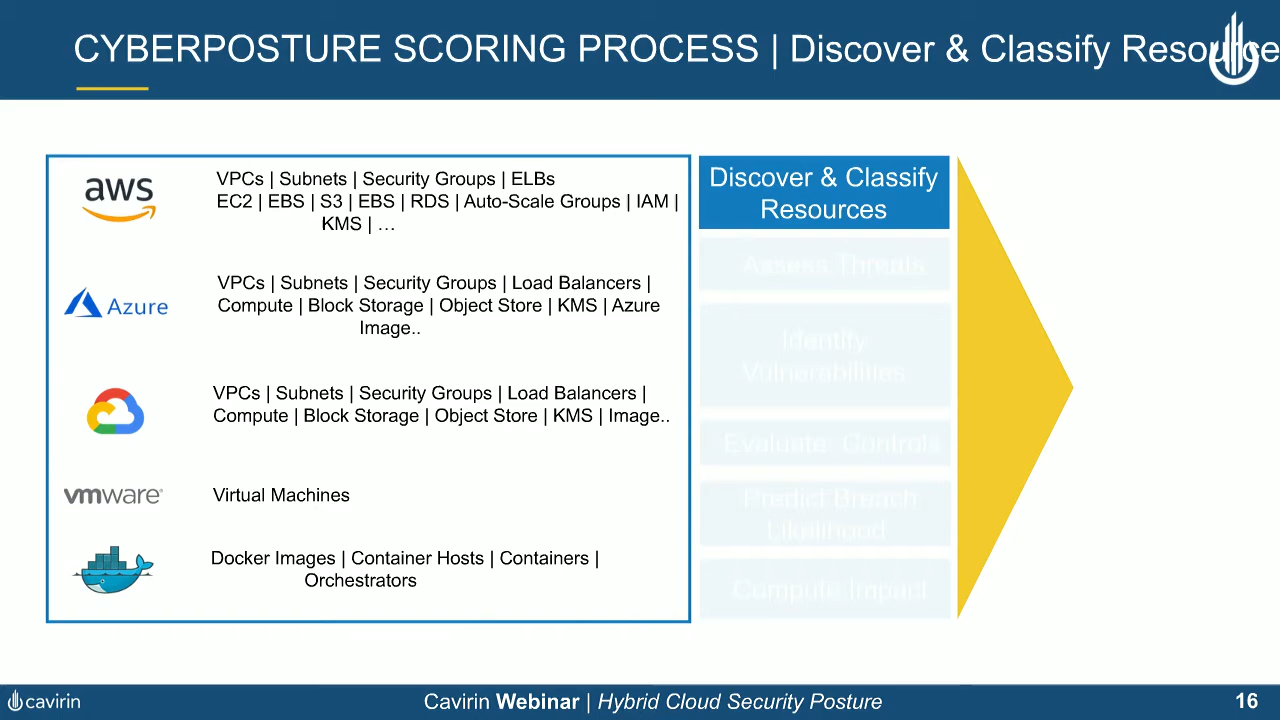 CYBERPOSTURE SCORING PROCESS | Discover & Classify Resource
aws
VPCs | Subnets | Security Groups | ELBs
EC2 | EBS | S3 | EBS | RDS | Auto-Scale Groups | IAM |
KMS | …
Azure
VPCs | Subnets | Security Groups | Load Balancers |
Compute | Block Storage | Object Store | KMS | Azure
Image..
VPCs | Subnets | Security Groups | Load Balancers |
Compute | Block Storage | Object Store | KMS | Image..
vmware®
Virtual Machines
Docker Images | Container Hosts | Containers |
Orchestrators
Discover & Classify
Resources
Assess Threats
Identify
Vulnerabilities
Evaluate Controls
Predict Breach
Likelihood
Compute Impact
cavirin
Cavirin Webinar | Hybrid Cloud Security Posture
16